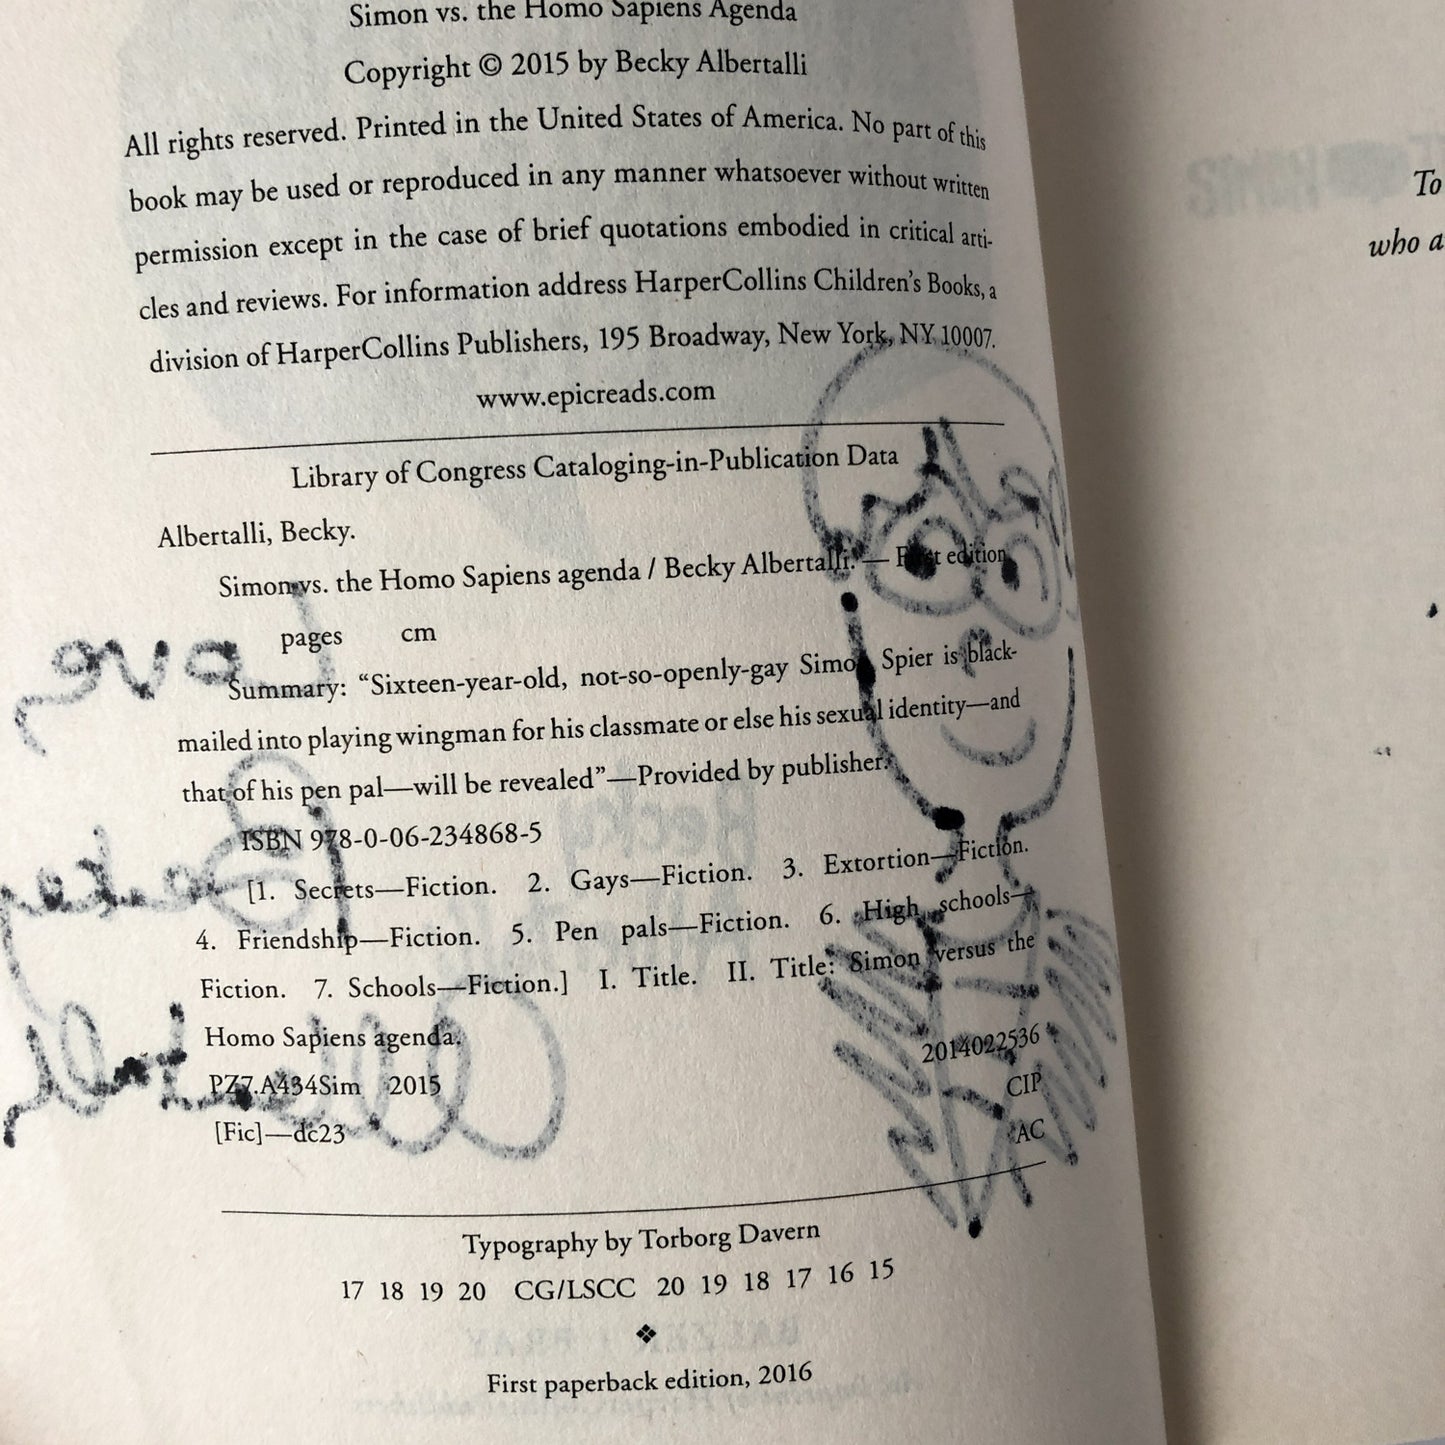 Simon vs. the Homo Sapiens Agenda
Copyright © 2015 by Becky Albertalli
All rights reserved. Printed in the United States of America. No part of this
book may be used or reproduced in any manner whatsoever without written
permission except in the case of brief quotations embodied in critical arti-
cles and reviews. For information address HarperCollins Children's Books, a
division of HarperCollins Publishers, 195 Broadway, New York, NY 10007.
www.epicreads.com
Library of Congress Cataloging-in-Publication Data
Albertalli, Becky.
Simon vs. the Homo Sapiens agenda / Becky Albertalli. — First edition
pages cm
Summary: “Sixteen-year-old, not-so-openly-gay Simon Spier is black-
mailed into playing wingman for his classmate or else his sexual identity—and
that of his pen pal—will be revealed”—Provided by publisher.
ISBN 978-0-06-234868-5
[1. Secrets—Fiction. 2. Gays—Fiction. 3. Extortion—Fiction.
4. Friendship—Fiction. 5. Pen pals—Fiction. 6. High schools—
Fiction. 7. Schools—Fiction.] I. Title. II. Title: Simon versus the
Homo Sapiens agenda.
PZ7.A434Sim 2015 2014022536
[Fic]—dc23 CIP
AC
Typography by Torborg Davern
17 18 19 20 CG/LSCC 20 19 18 17 16 15
❖
First paperback edition, 2016
Love
To
who a